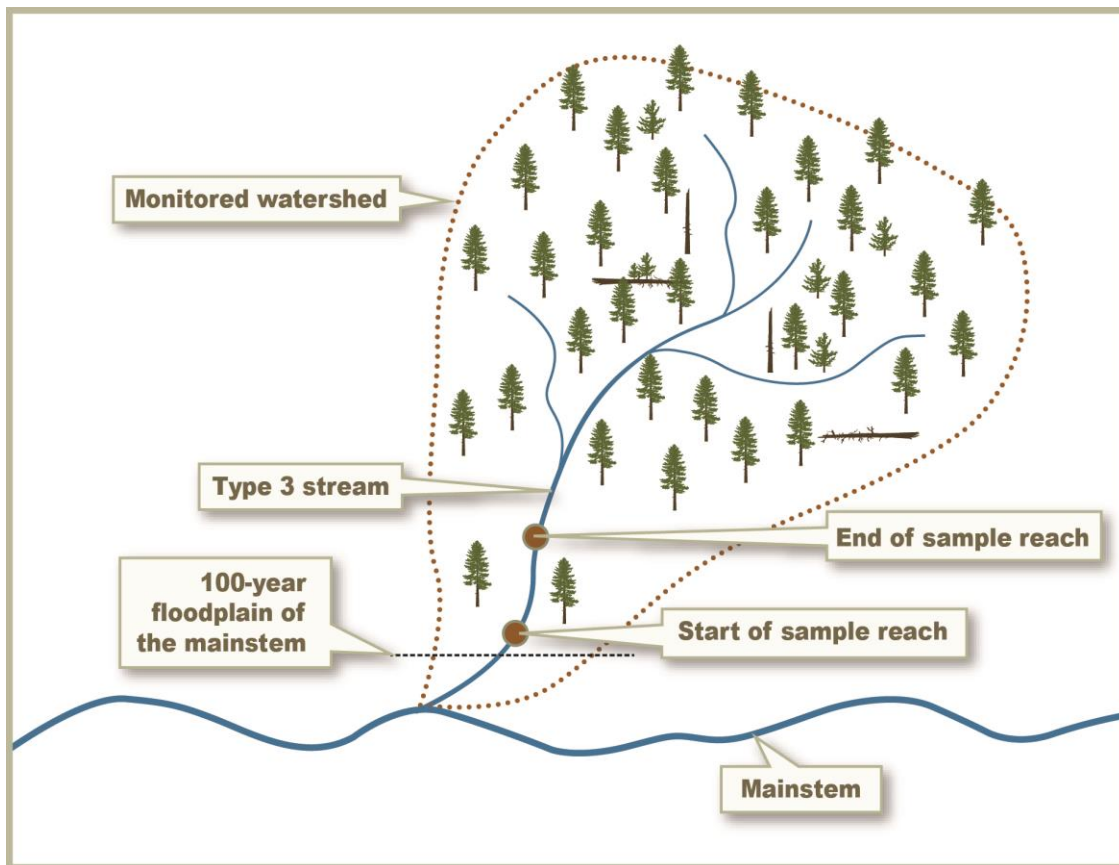 Monitored watershed
Type 3 stream
End of sample reach
100-year
floodplain of
the mainstem
Start of sample reach
Mainstem